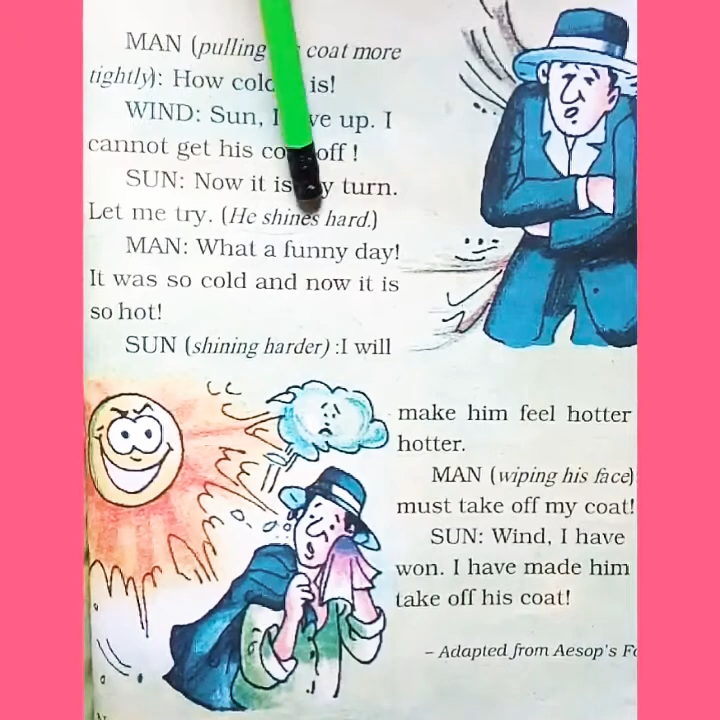 MAN (pulling coat more
tightly): How cold is!
WIND: Sun, I give up. I
cannot get his coat off !
SUN: Now it is my turn.
Let me try. (He shines hard.)
MAN: What a funny day!
It was so cold and now it is
so hot!
SUN (shining harder) :I will
make him feel hotter
hotter.
MAN (wiping his face)
must take off my coat!
SUN: Wind, I have
won. I have made him
take off his coat!
– Adapted from Aesop's